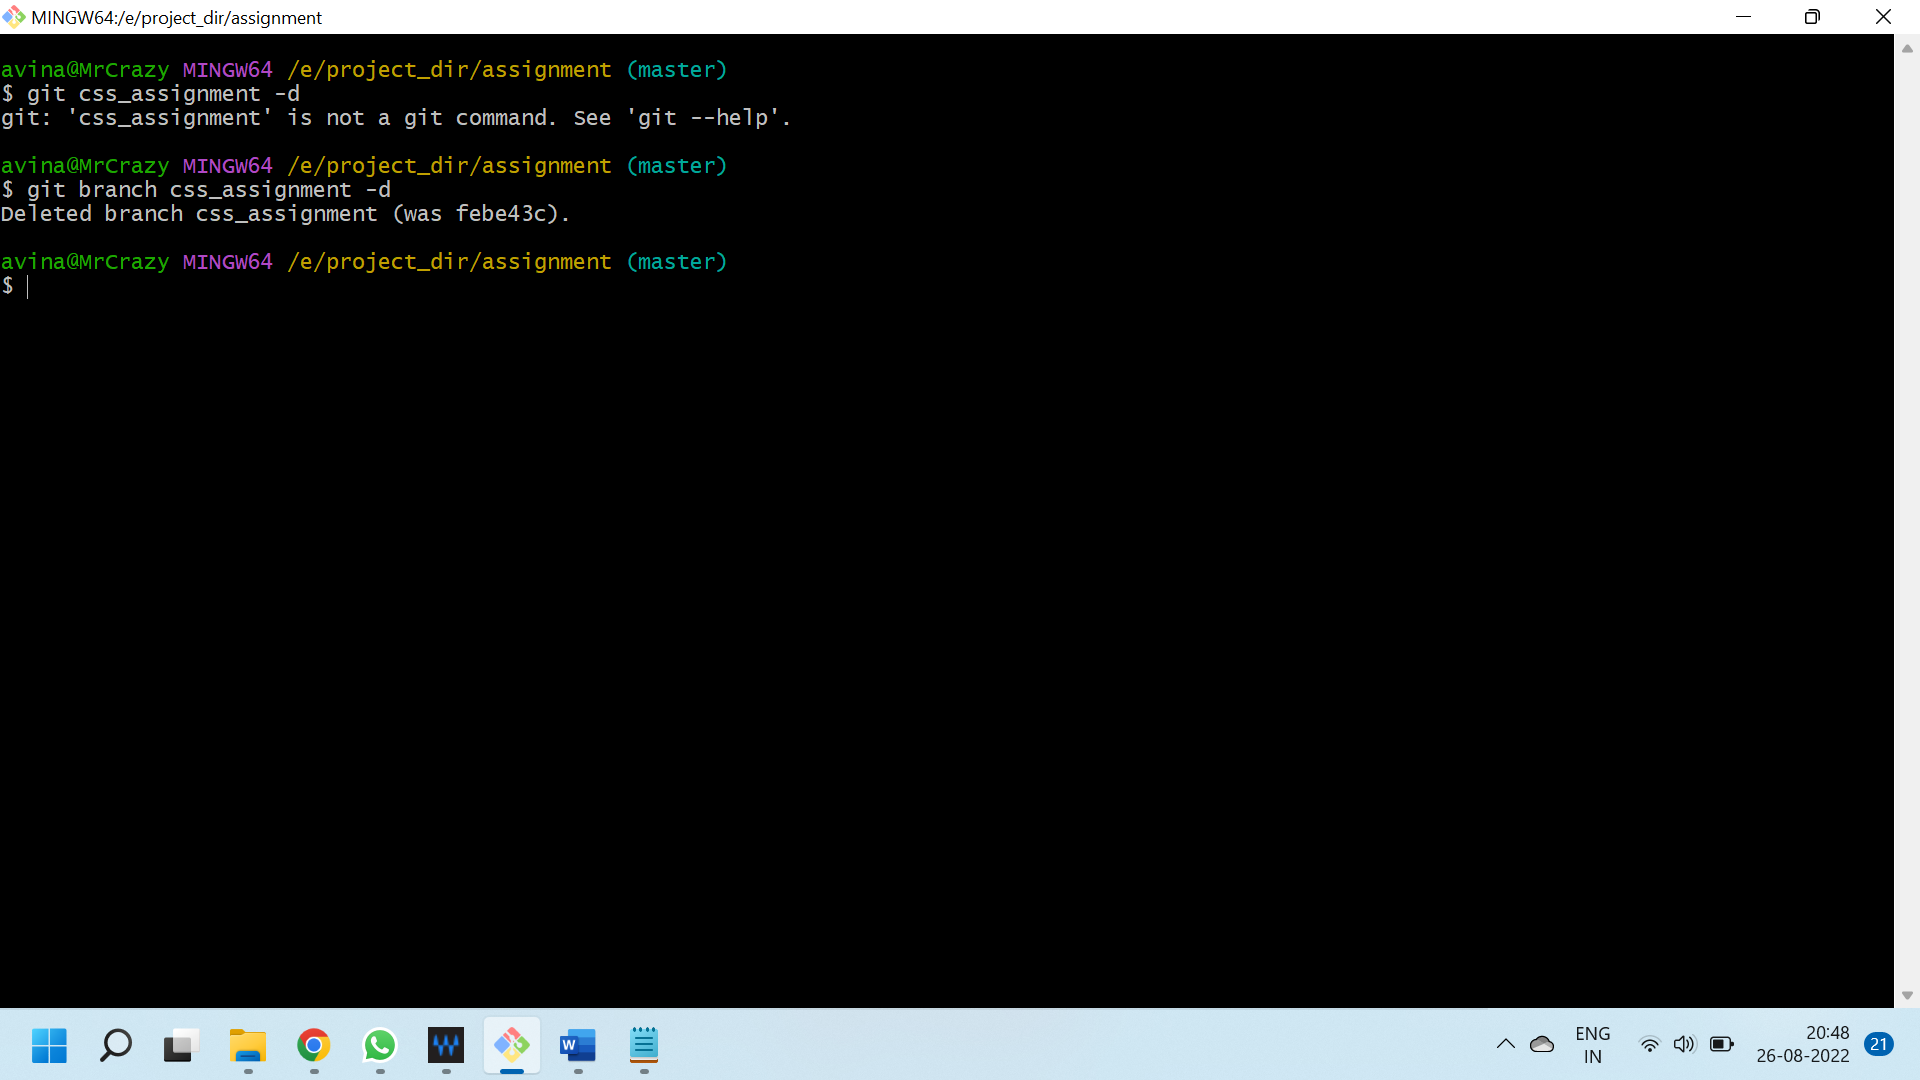 MINGW64:/e/project_dir/assignment
avina@MrCrazy MINGW64 /e/project_dir/assignment (master)
$ git css_assignment -d
git: 'css_assignment' is not a git command. See 'git --help'.
avina@MrCrazy MINGW64 /e/project_dir/assignment (master)
$ git branch css_assignment -d
Deleted branch css_assignment (was febe43c).
avina@MrCrazy MINGW64 /e/project_dir/assignment (master)
$
W
ENG
IN
20:48
26-08-2022
21